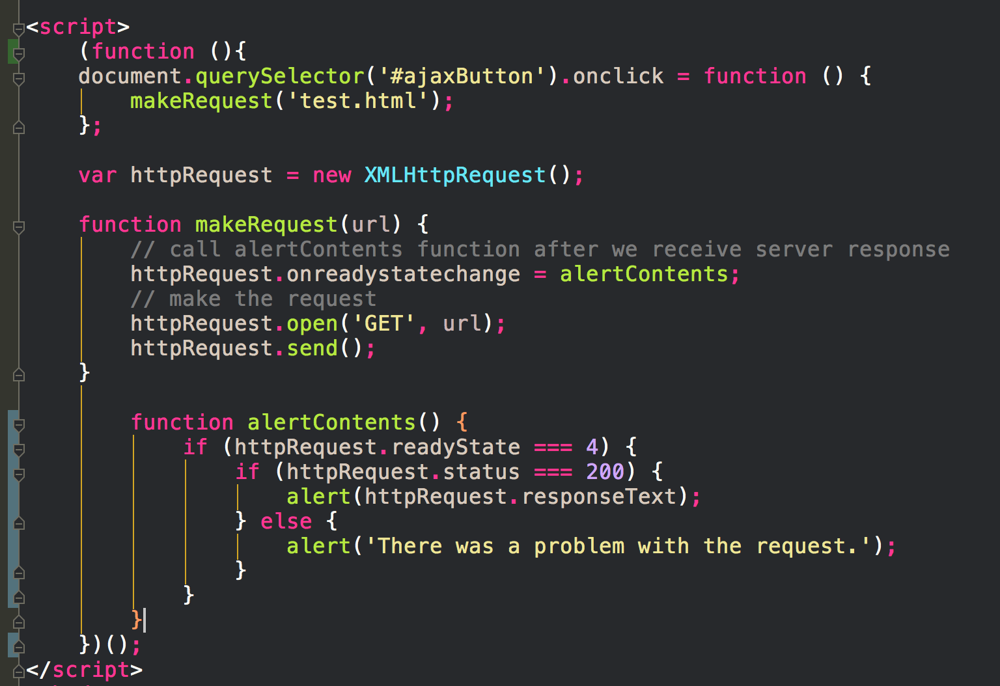 <script>
    (function (){
    document.querySelector('#ajaxButton').onclick = function () {
        makeRequest('test.html');
    };

    var httpRequest = new XMLHttpRequest();

    function makeRequest(url) {
        // call alertContents function after we receive server response
        httpRequest.onreadystatechange = alertContents;
        // make the request
        httpRequest.open('GET', url);
        httpRequest.send();
    }

        function alertContents() {
            if (httpRequest.readyState === 4) {
                if (httpRequest.status === 200) {
                    alert(httpRequest.responseText);
                } else {
                    alert('There was a problem with the request.');
                }
            }
        }
    })();
</script>